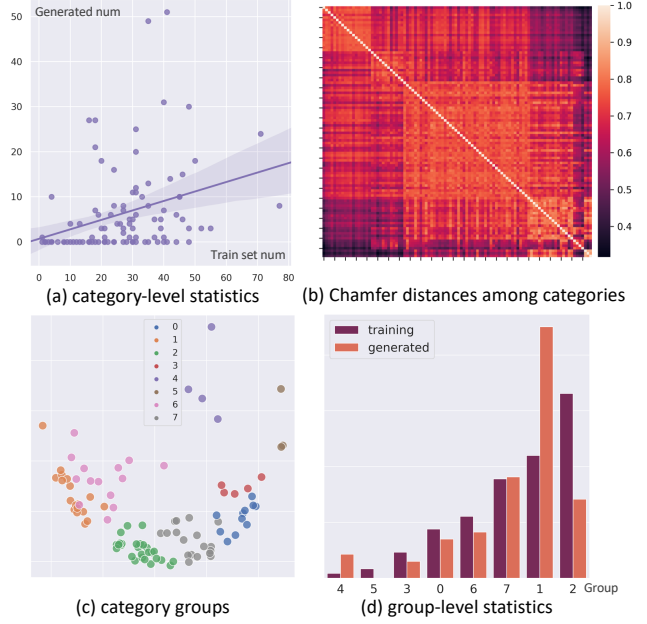 Generated num
50
40
30
20
10
0
Train set num
0 10 20 30 40 50 60 70 80
(a) category-level statistics
1.0
0.9
0.8
0.7
0.6
0.5
0.4
(b) Chamfer distances among categories
0
1
2
3
4
5
6
7
(c) category groups
training
generated
4 5 3 0 6 7 1 2 Group
(d) group-level statistics